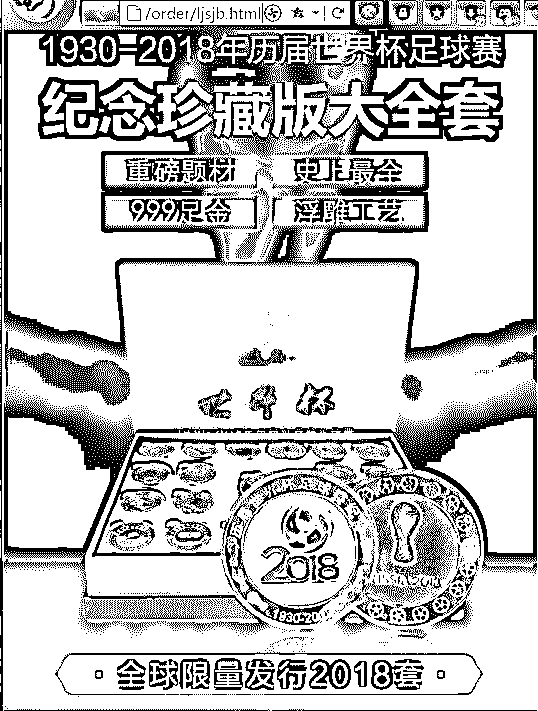 /order/ljsjb.html
1930-2018年历届世界杯足球赛
纪念珍藏版大全套
重磅题材 史上最全
999足金 浮雕工艺
世界杯
2018
1930-2018
全球限量发行2018套